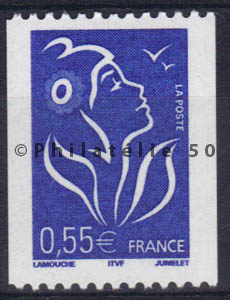 LA POSTE
© Philatélie 50
0,55€ FRANCE
LAMOUCHE ITVF JUMELET